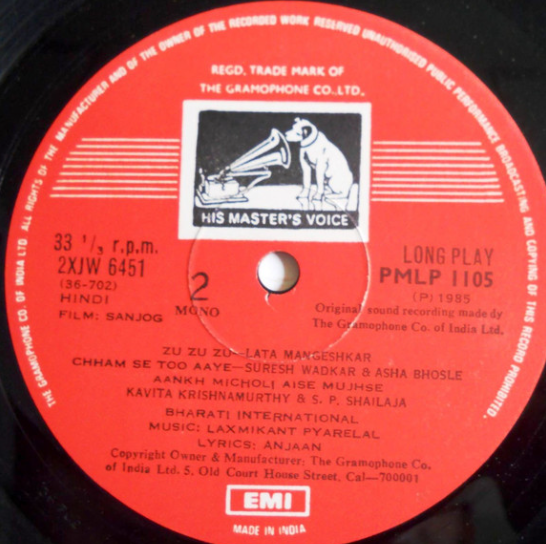 THE GRAMOPHONE CO. OF INDIA LTD. ALL RIGHTS OF THE MANUFACTURER AND OF THE OWNER OF THE RECORDED WORK RESERVED UNAUTHORISED PUBLIC PERFORMANCE BROADCASTING AND COPYING OF THIS RECORD PROHIBITED.
REGD. TRADE MARK OF
THE GRAMOPHONE CO., LTD.
HIS MASTER'S VOICE
33 1/3 r.p.m.
2XJW 6451
(36-702)
HINDI
FILM: SANJOG
2
MONO
LONG PLAY
PMLP 1105
(P) 1985
Original sound recording made by
The Gramophone Co. of India Ltd.
ZU ZU ZU—LATA MANGESHKAR
CHHAM SE TOO AAYE—SURESH WADKAR & ASHA BHOSLE
AANKH MICHOLI AISE MUJHSE
KAVITA KRISHNAMURTHY & S. P. SHAILAJA
BHARATI INTERNATIONAL
MUSIC: LAXMIKANT PYARELAL
LYRICS: ANJAAN
Copyright Owner & Manufacturer: The Gramophone Co.
of India Ltd. 5, Old Court House Street, Cal—700001
EMI
MADE IN INDIA